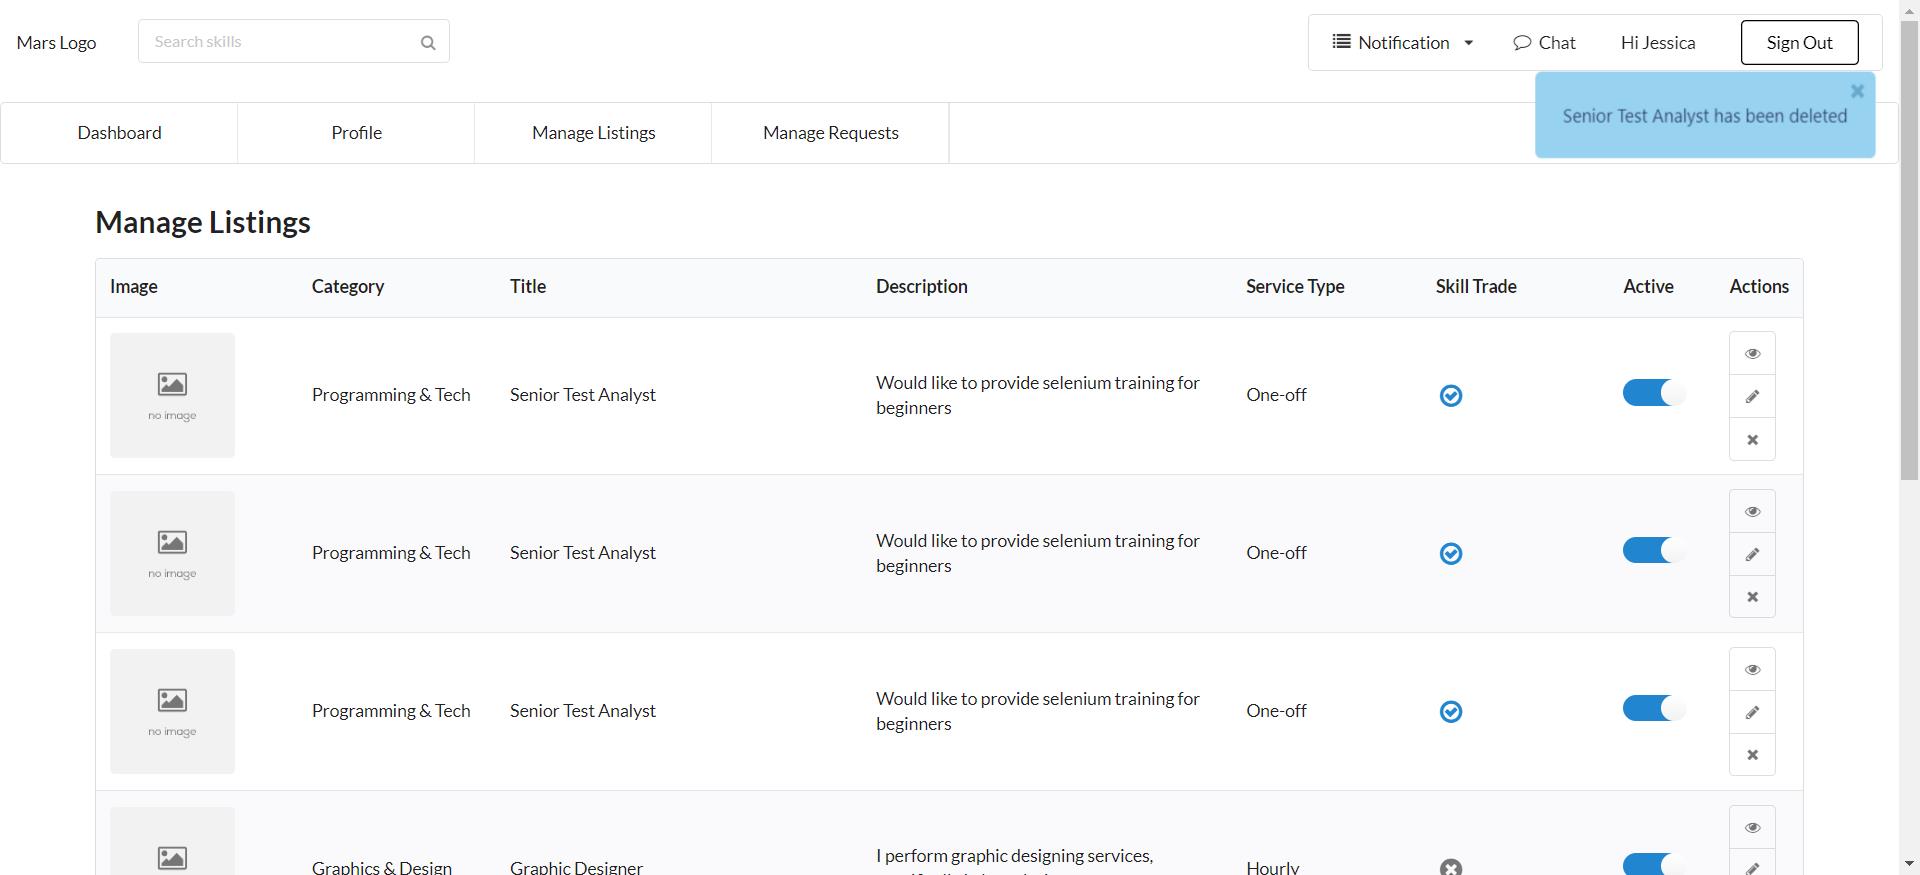 Mars Logo
Search skills
Notification
Chat
Hi Jessica
Sign Out
Senior Test Analyst has been deleted
Dashboard
Profile
Manage Listings
Manage Requests
Manage Listings
Image Category Title Description Service Type Skill Trade Active Actions
no image
Programming & Tech
Senior Test Analyst
Would like to provide selenium training for
beginners
One-off
no image
Programming & Tech
Senior Test Analyst
Would like to provide selenium training for
beginners
One-off
no image
Programming & Tech
Senior Test Analyst
Would like to provide selenium training for
beginners
One-off
Graphics & Design
Graphic Designer
I perform graphic designing services,
Hourly